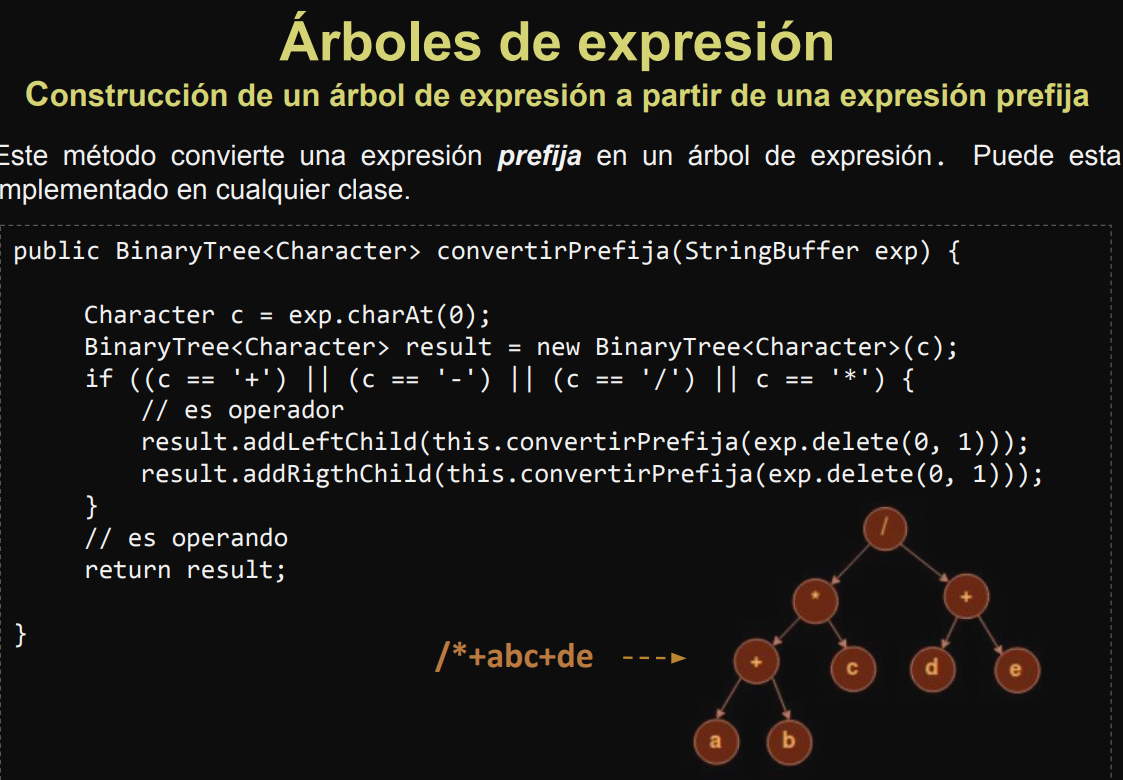 Árboles de expresión
Construcción de un árbol de expresión a partir de una expresión prefija
Este método convierte una expresión prefija en un árbol de expresión. Puede esta
mplementado en cualquier clase.
public BinaryTree<Character> convertirPrefija(StringBuffer exp) {
Character c = exp.charAt(0);
BinaryTree<Character> result = new BinaryTree<Character>(c);
if ((c == '+') || (c == '-') || (c == '/') || c == '*') {
// es operador
result.addLeftChild(this.convertirPrefija(exp.delete(0, 1)));
result.addRigthChild(this.convertirPrefija(exp.delete(0, 1)));
}
// es operando
return result;
}
/*+abc+de
/
* +
+ c d e
a b